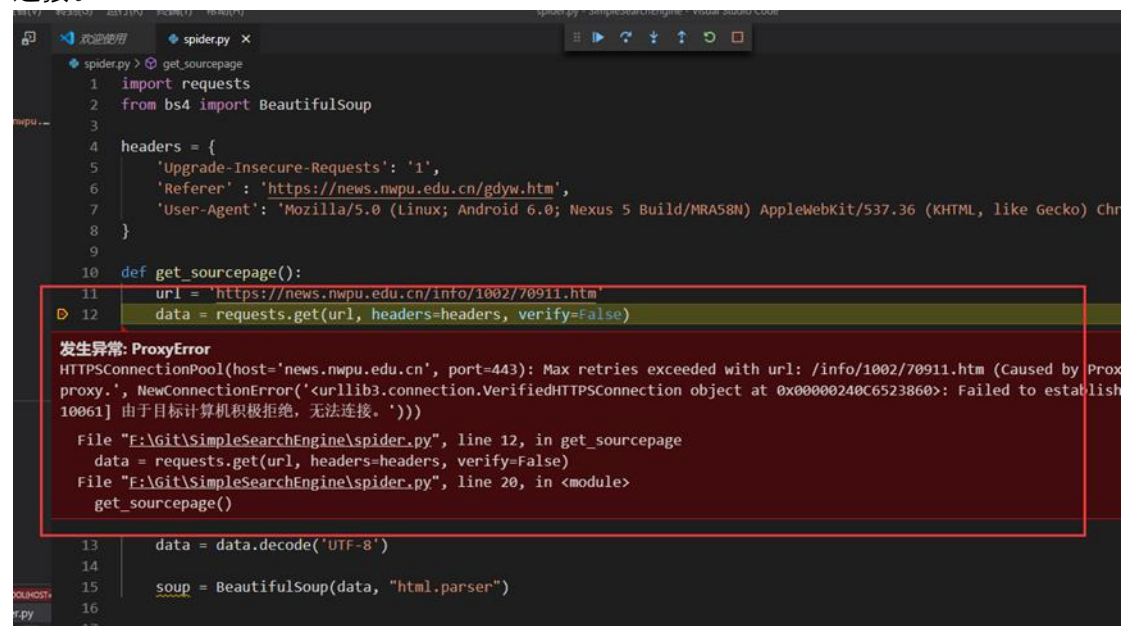 spider.py - SimpleSearchEngine - Visual Studio Code
欢迎使用
spider.py ×
spider.py > get_sourcepage
1 import requests
2 from bs4 import BeautifulSoup
3
4 headers = {
5 'Upgrade-Insecure-Requests': '1',
6 'Referer' : 'https://news.nwpu.edu.cn/gdyw.htm',
7 'User-Agent': 'Mozilla/5.0 (Linux; Android 6.0; Nexus 5 Build/MRA58N) AppleWebKit/537.36 (KHTML, like Gecko) Chr
8 }
9
10 def get_sourcepage():
11 url = 'https://news.nwpu.edu.cn/info/1002/70911.htm'
12 data = requests.get(url, headers=headers, verify=False)
发生异常: ProxyError
HTTPSConnectionPool(host='news.nwpu.edu.cn', port=443): Max retries exceeded with url: /info/1002/70911.htm (Caused by Prox
proxy.', NewConnectionError('<urllib3.connection.VerifiedHTTPSConnection object at 0x00000240C6523860>: Failed to establish
10061] 由于目标计算机积极拒绝，无法连接。')))
File "F:\Git\SimpleSearchEngine\spider.py", line 12, in get_sourcepage
data = requests.get(url, headers=headers, verify=False)
File "F:\Git\SimpleSearchEngine\spider.py", line 20, in <module>
get_sourcepage()
13 data = data.decode('UTF-8')
14
15 soup = BeautifulSoup(data, "html.parser")
16